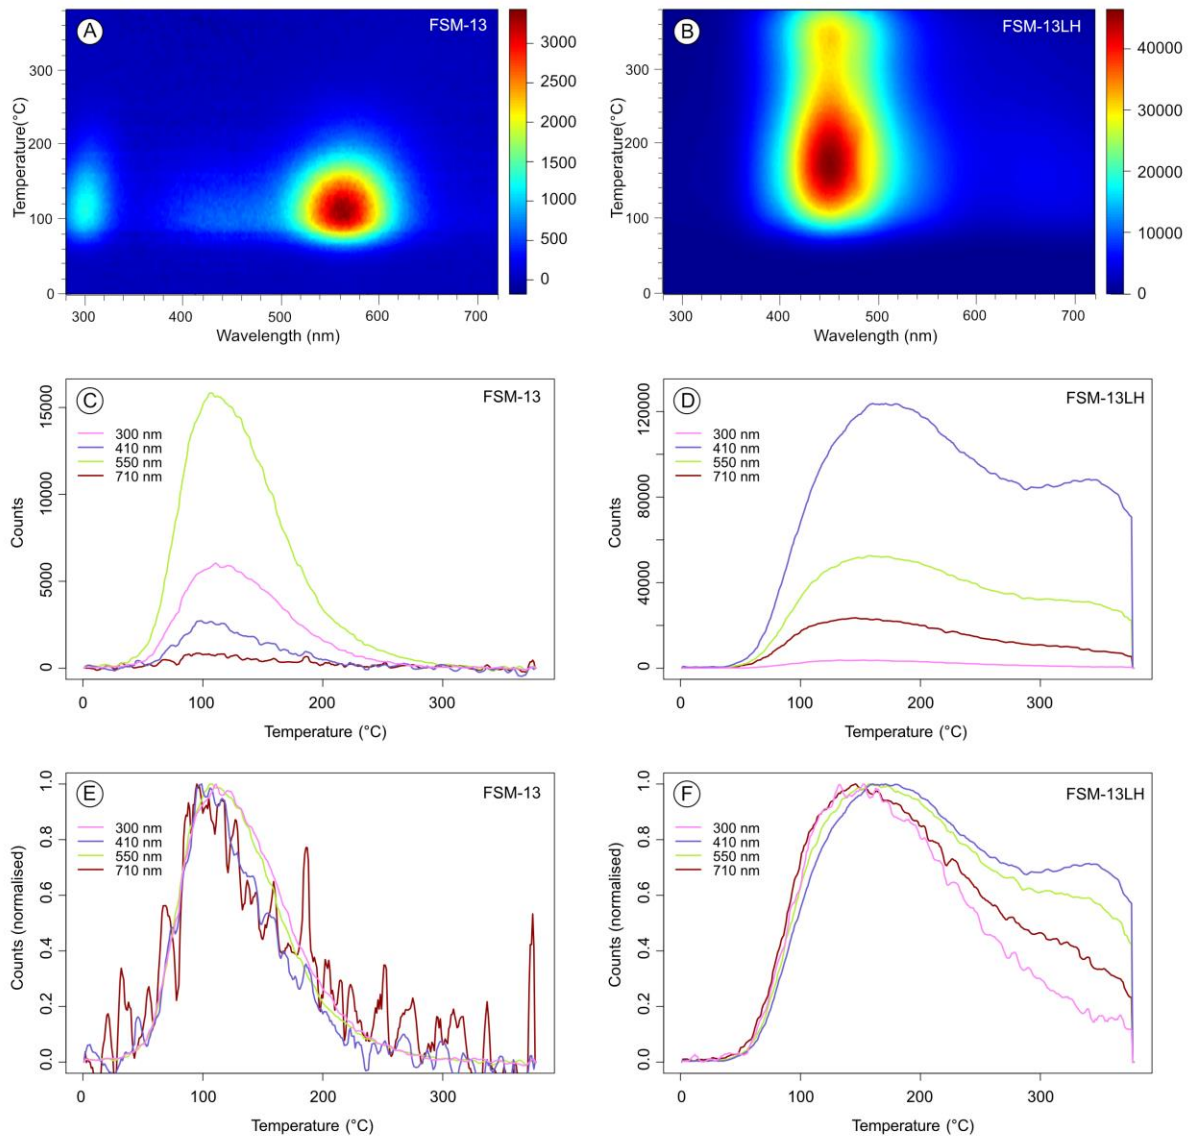 A
FSM-13
3000
2500
2000
1500
1000
500
0
300
200
100
0
Temperature(°C)
300 400 500 600 700
Wavelength (nm)
B
FSM-13LH
40000
30000
20000
10000
0
300
200
100
0
Temperature(°C)
300 400 500 600 700
Wavelength (nm)
C
FSM-13
300 nm
410 nm
550 nm
710 nm
15000
10000
5000
0
Counts
0 100 200 300
Temperature (°C)
D
FSM-13LH
300 nm
410 nm
550 nm
710 nm
120000
80000
40000
0
Counts
0 100 200 300
Temperature (°C)
E
FSM-13
300 nm
410 nm
550 nm
710 nm
1.0
0.8
0.6
0.4
0.2
0.0
Counts (normalised)
0 100 200 300
Temperature (°C)
F
FSM-13LH
300 nm
410 nm
550 nm
710 nm
1.0
0.8
0.6
0.4
0.2
0.0
Counts (normalised)
0 100 200 300
Temperature (°C)